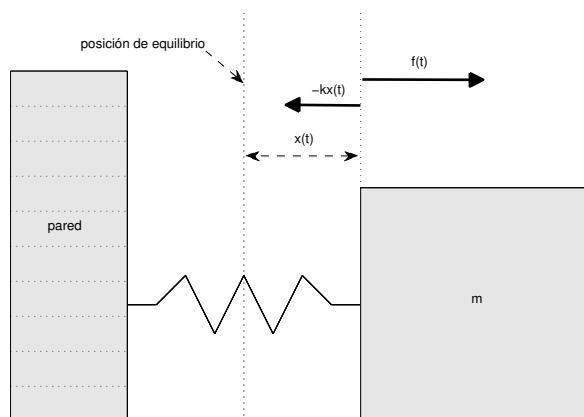 posición de equilibrio
f(t)
−kx(t)
x(t)
pared
m